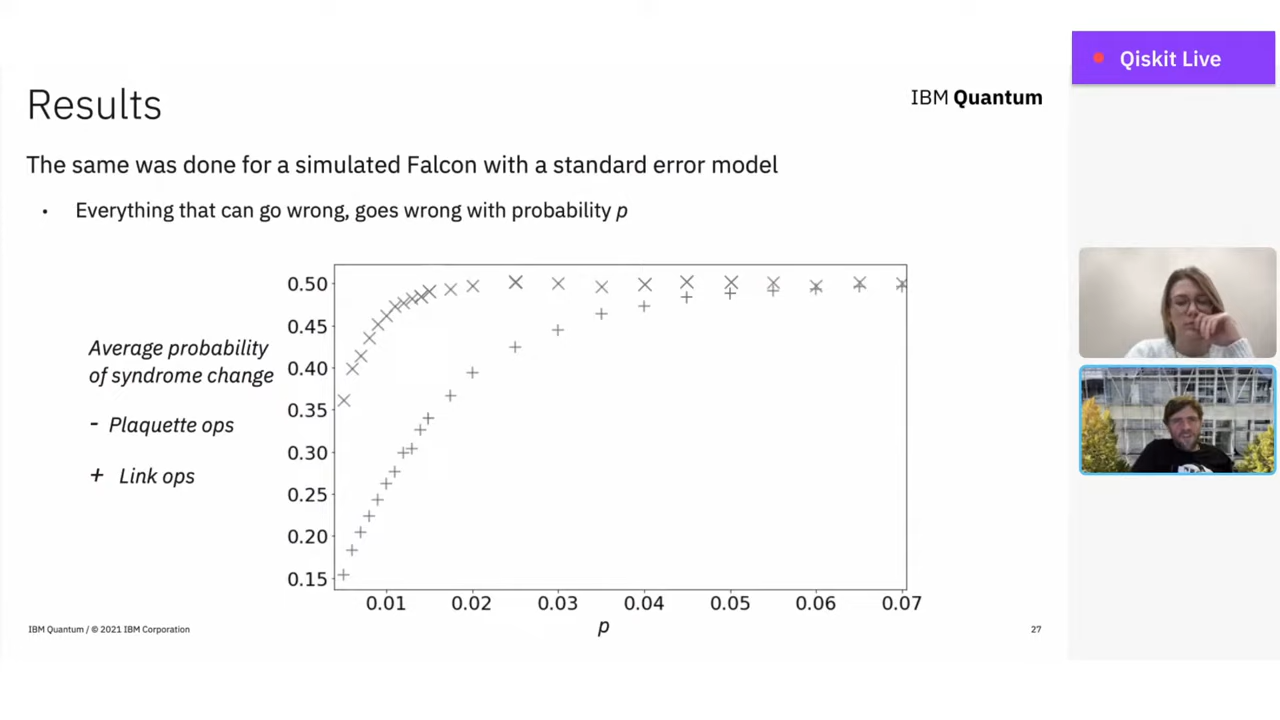 Qiskit Live
Results
IBM Quantum
The same was done for a simulated Falcon with a standard error model
• Everything that can go wrong, goes wrong with probability p
Average probability
of syndrome change
- Plaquette ops
+ Link ops
0.50
0.45
0.40
0.35
0.30
0.25
0.20
0.15
0.01 0.02 0.03 0.04 0.05 0.06 0.07
p
IBM Quantum / © 2021 IBM Corporation
27